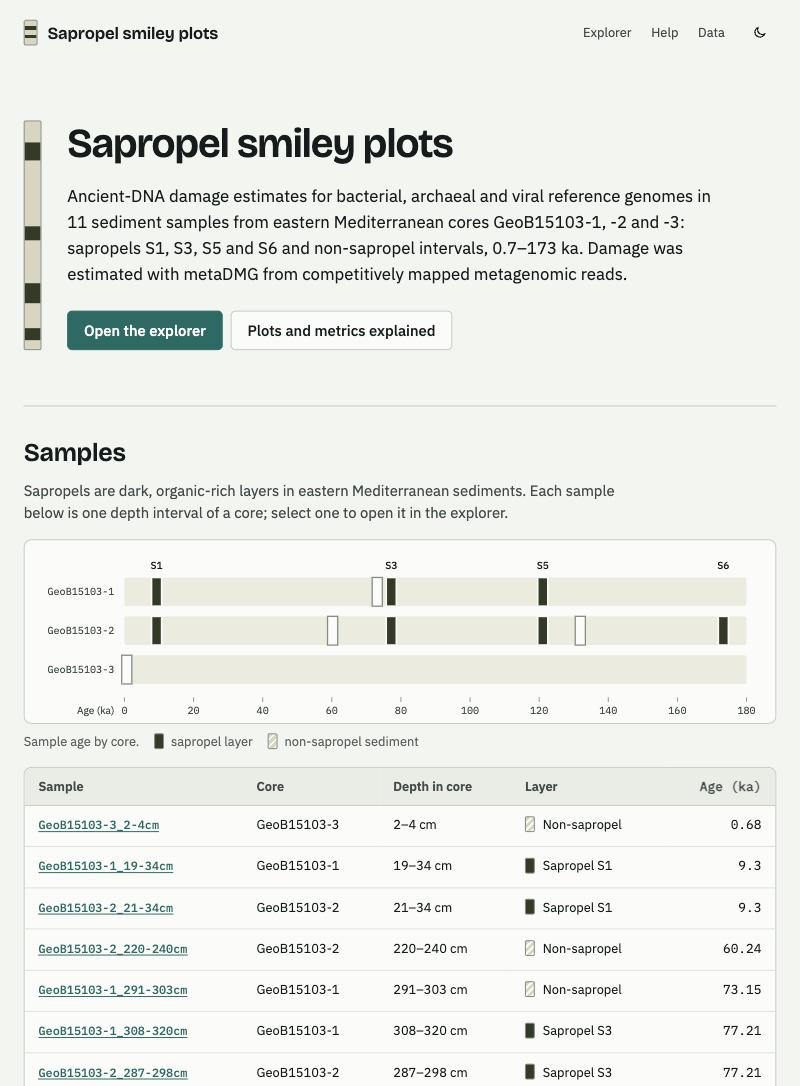 Sapropel smiley plots
Explorer Help Data
Sapropel smiley plots
Ancient-DNA damage estimates for bacterial, archaeal and viral reference genomes in
11 sediment samples from eastern Mediterranean cores GeoB15103-1, -2 and -3:
sapropels S1, S3, S5 and S6 and non-sapropel intervals, 0.7–173 ka. Damage was
estimated with metaDMG from competitively mapped metagenomic reads.
Open the explorer Plots and metrics explained
Samples
Sapropels are dark, organic-rich layers in eastern Mediterranean sediments. Each sample
below is one depth interval of a core; select one to open it in the explorer.
S1 S3 S5 S6
GeoB15103-1
GeoB15103-2
GeoB15103-3
Age (ka) 0 20 40 60 80 100 120 140 160 180
Sample age by core. sapropel layer non-sapropel sediment
Sample Core Depth in core Layer Age (ka)
GeoB15103-3_2-4cm GeoB15103-3 2–4 cm Non-sapropel 0.68
GeoB15103-1_19-34cm GeoB15103-1 19–34 cm Sapropel S1 9.3
GeoB15103-2_21-34cm GeoB15103-2 21–34 cm Sapropel S1 9.3
GeoB15103-2_220-240cm GeoB15103-2 220–240 cm Non-sapropel 60.24
GeoB15103-1_291-303cm GeoB15103-1 291–303 cm Non-sapropel 73.15
GeoB15103-1_308-320cm GeoB15103-1 308–320 cm Sapropel S3 77.21
GeoB15103-2_287-298cm GeoB15103-2 287–298 cm Sapropel S3 77.21